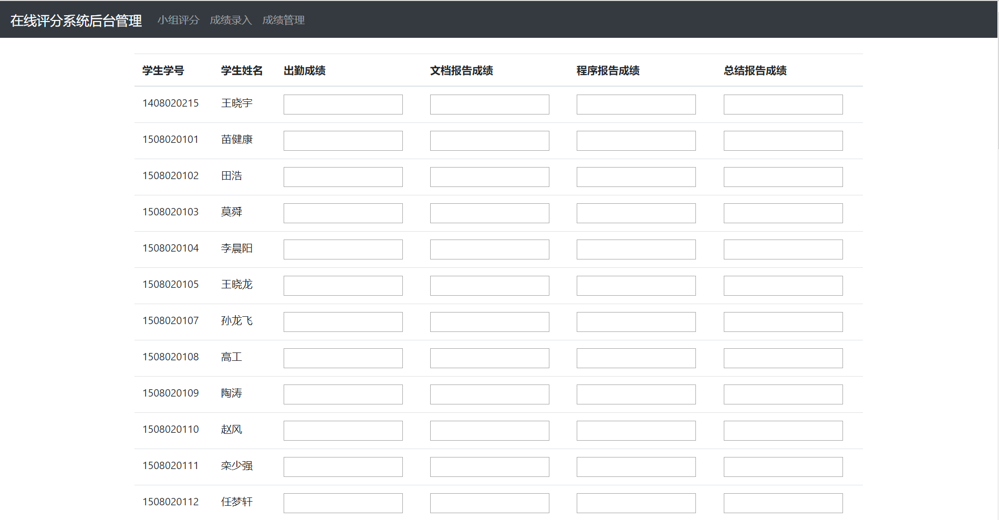 在线评分系统后台管理 小组评分 成绩录入 成绩管理
学生学号 学生姓名 出勤成绩 文档报告成绩 程序报告成绩 总结报告成绩
1408020215 王晓宇
1508020101 苗健康
1508020102 田浩
1508020103 莫舜
1508020104 李晨阳
1508020105 王晓龙
1508020107 孙龙飞
1508020108 高工
1508020109 陶涛
1508020110 赵风
1508020111 栾少强
1508020112 任梦轩